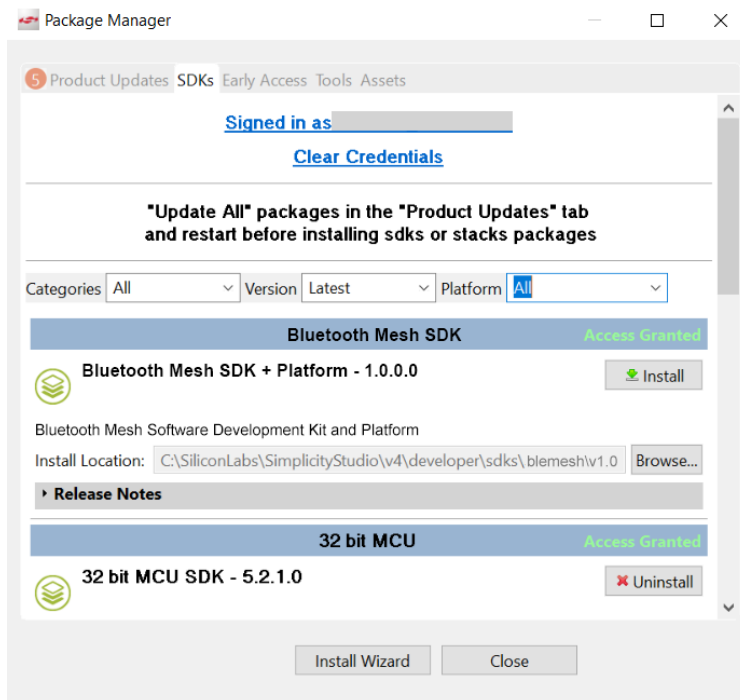 Package Manager
5 Product Updates SDKs Early Access Tools Assets
Signed in as
Clear Credentials
"Update All" packages in the "Product Updates" tab
and restart before installing sdks or stacks packages
Categories All Version Latest Platform All
Bluetooth Mesh SDK Access Granted
Bluetooth Mesh SDK + Platform - 1.0.0.0
Install
Bluetooth Mesh Software Development Kit and Platform
Install Location: C:\SiliconLabs\SimplicityStudio\v4\developer\sdks\blemesh\v1.0 Browse...
Release Notes
32 bit MCU Access Granted
32 bit MCU SDK - 5.2.1.0
Uninstall
Install Wizard Close